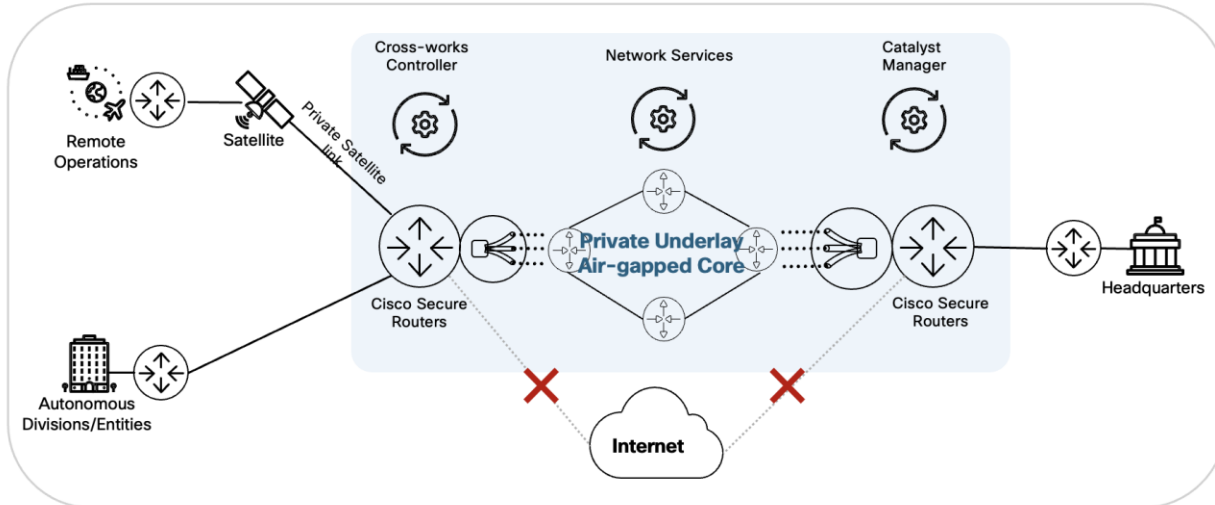 Cross-works
Controller
Network Services
Catalyst
Manager
Remote
Operations
Satellite
Private Satellite
link
Private Underlay
Air-gapped Core
Cisco Secure
Routers
Cisco Secure
Routers
Headquarters
Autonomous
Divisions/Entities
Internet